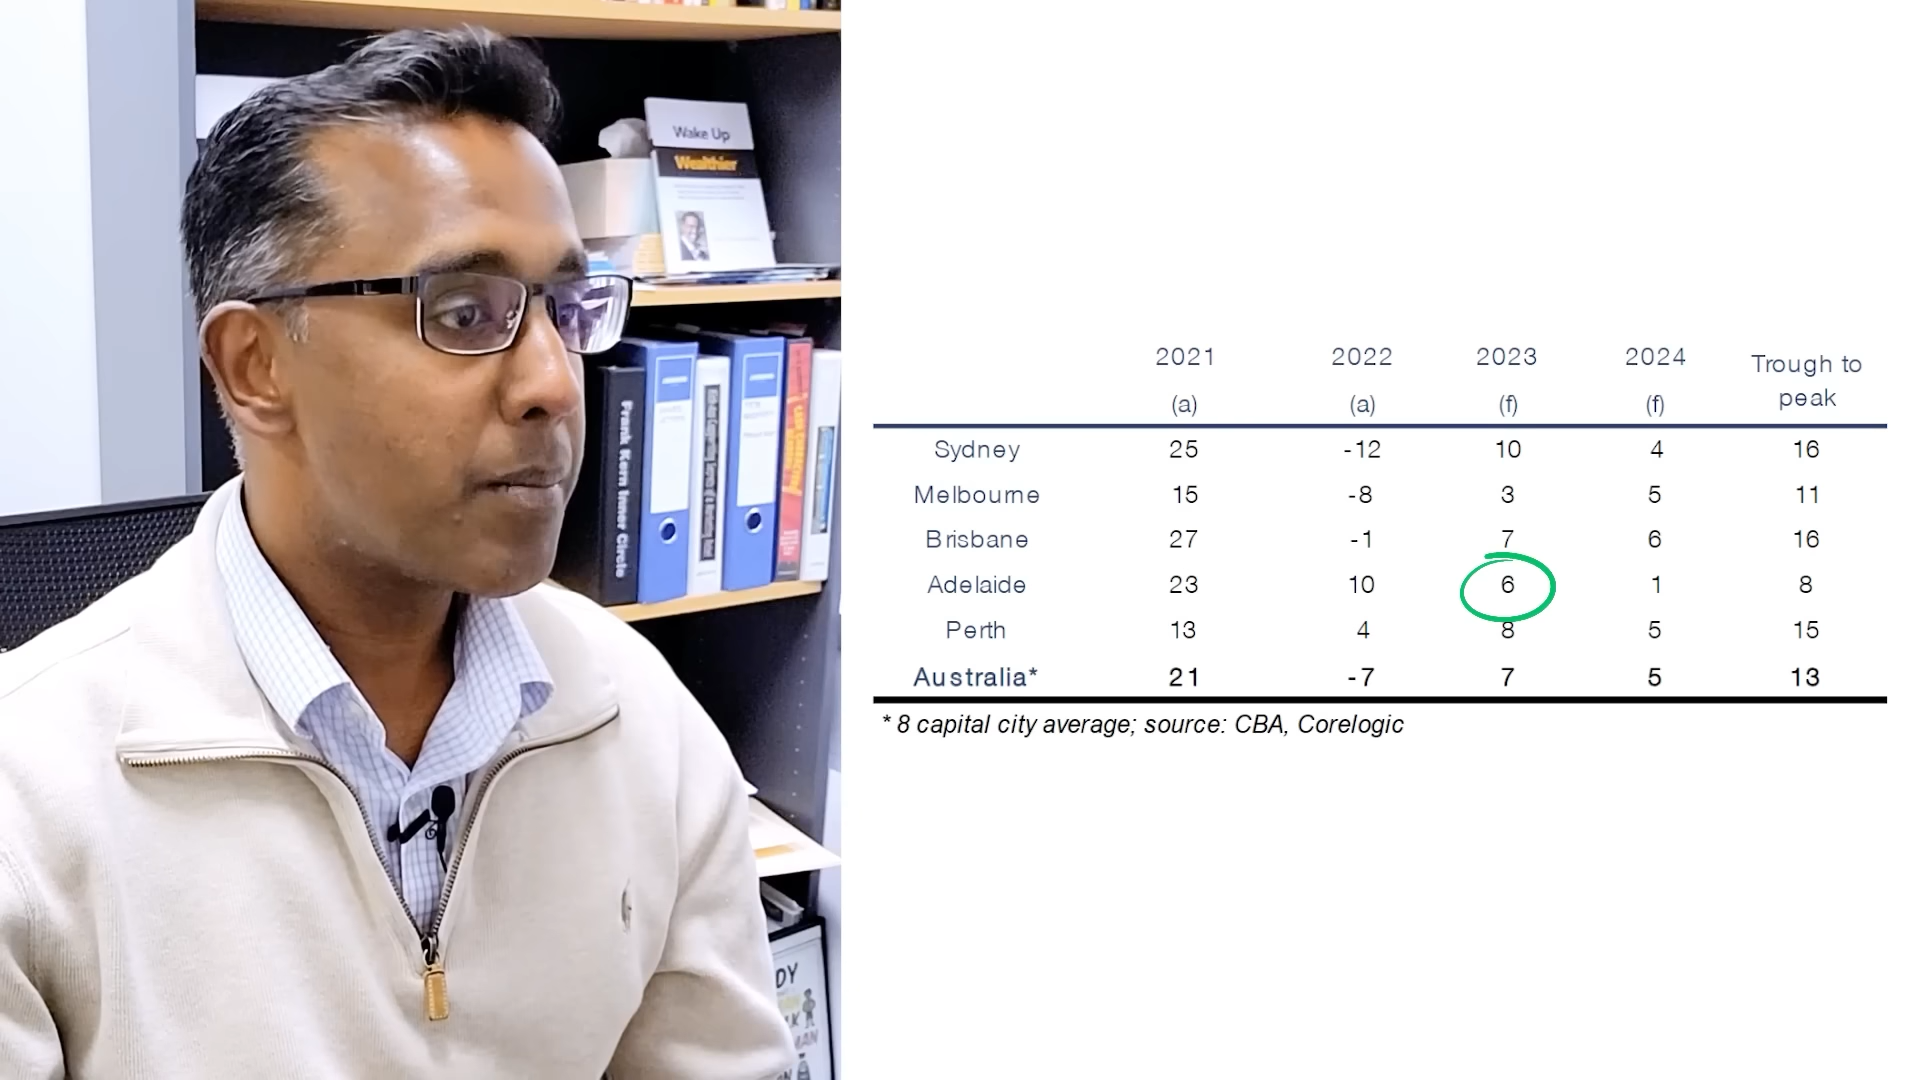 Wake Up
Wealthier
Frank Kern Inner Circle
DY
2021 2022 2023 2024 Trough to peak
(a) (a) (f) (f)
Sydney 25 -12 10 4 16
Melbourne 15 -8 3 5 11
Brisbane 27 -1 7 6 16
Adelaide 23 10 6 1 8
Perth 13 4 8 5 15
Australia* 21 -7 7 5 13
* 8 capital city average; source: CBA, Corelogic